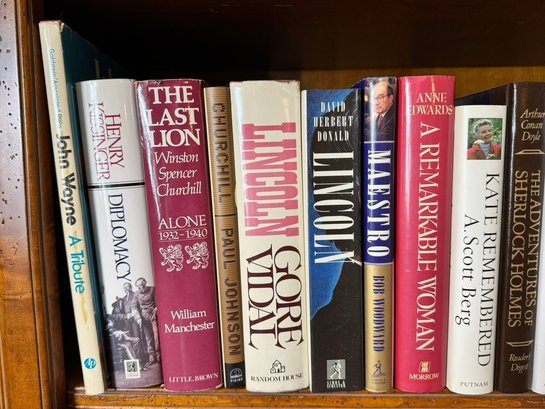 John Wayne
A Tribute
HENRY
KISSINGER
DIPLOMACY
THE
LAST
LION
Winston
Spencer
Churchill
ALONE
1932-1940
William
Manchester
LITTLE, BROWN
CHURCHILL
PAUL JOHNSON
VIKING
LINCOLN
GORE
VIDAL
RANDOM HOUSE
DAVID
HERBERT
DONALD
LINCOLN
MAESTRO
BOB WOODWARD
ANNE
EDWARDS
A REMARKABLE WOMAN
MORROW
KATE REMEMBERED
A. Scott Berg
PUTNAM
Arthur
Conan
Doyle
THE ADVENTURES OF
SHERLOCK HOLMES
Reader's
Digest